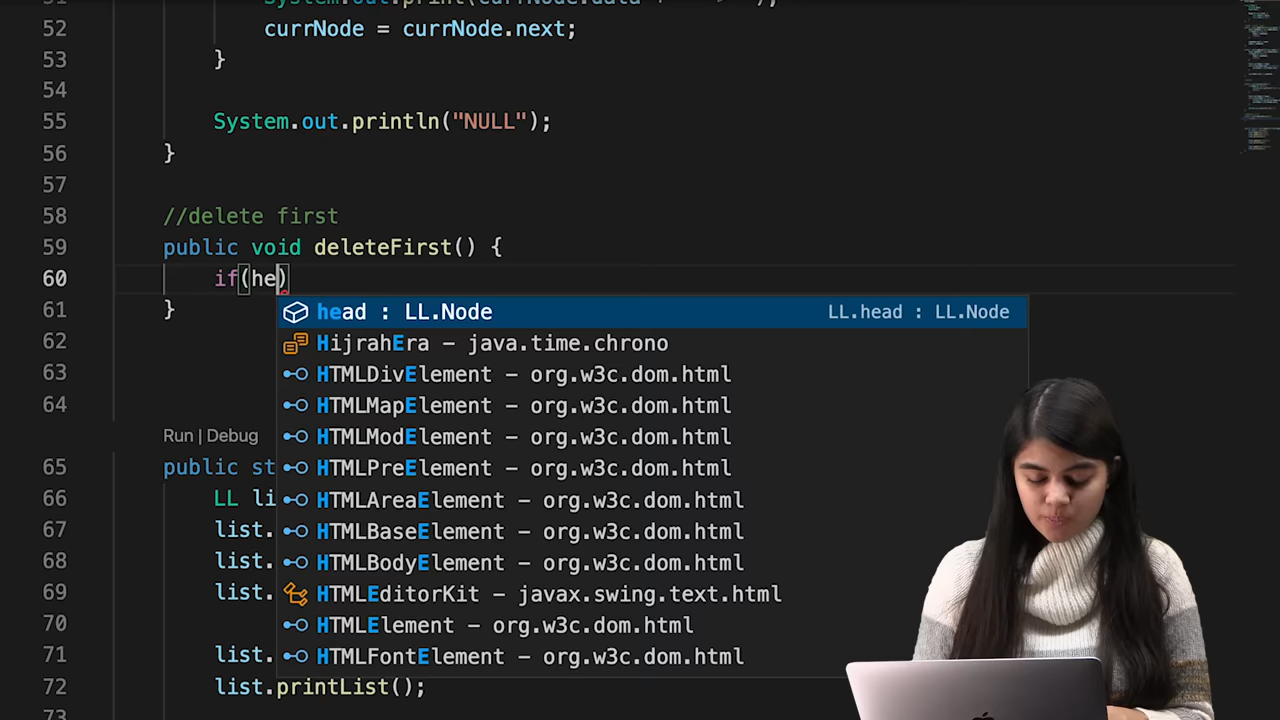 51 System.out.print(currNode.data + " -> ");
52 currNode = currNode.next;
53 }
54
55 System.out.println("NULL");
56 }
57
58 //delete first
59 public void deleteFirst() {
60 if(he)
61 }
head : LL.Node LL.head : LL.Node
62 HijrahEra – java.time.chrono
63 HTMLDivElement – org.w3c.dom.html
64 HTMLMapElement – org.w3c.dom.html
Run | Debug HTMLModElement – org.w3c.dom.html
65 public st HTMLPreElement – org.w3c.dom.html
66 LL li HTMLAreaElement – org.w3c.dom.html
67 list. HTMLBaseElement – org.w3c.dom.html
68 list. HTMLBodyElement – org.w3c.dom.html
69 list. HTMLEditorKit – javax.swing.text.html
70 HTMLElement – org.w3c.dom.html
71 list. HTMLFontElement – org.w3c.dom.html
72 list.printList();
73